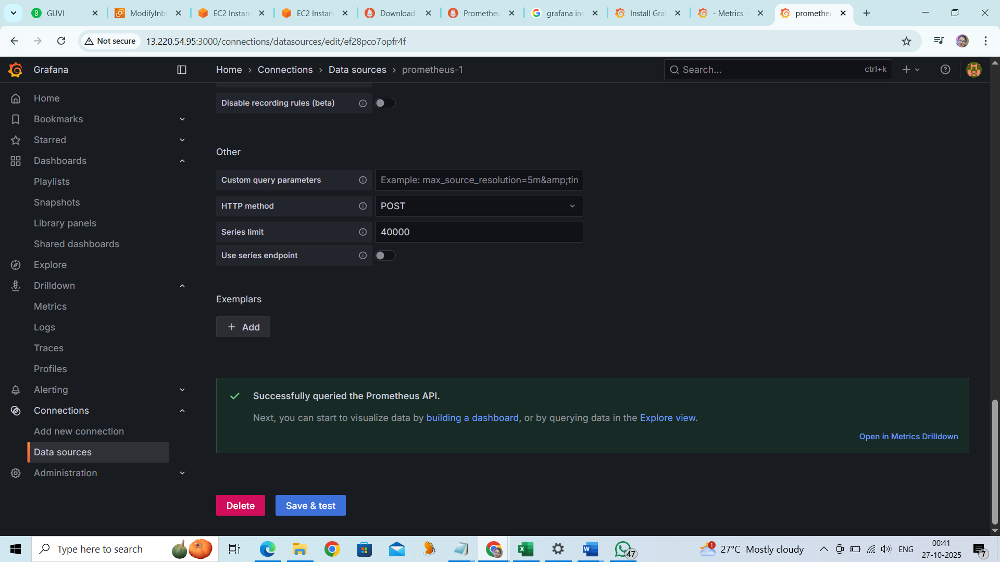 GUVI
ModifyInb
EC2 Instan
EC2 Instan
Download
Prometheu
grafana ins
Install Graf
- Metrics -
prometheu
Not secure
13.220.54.95:3000/connections/datasources/edit/ef28pco7opfr4f
Grafana
Home › Connections › Data sources › prometheus-1
Search...
ctrl+k
Home
Bookmarks
Starred
Dashboards
Playlists
Snapshots
Library panels
Shared dashboards
Explore
Drilldown
Metrics
Logs
Traces
Profiles
Alerting
Connections
Add new connection
Data sources
Administration
Disable recording rules (beta)
Other
Custom query parameters
Example: max_source_resolution=5m&amp;tin
HTTP method
POST
Series limit
40000
Use series endpoint
Exemplars
+ Add
Successfully queried the Prometheus API.
Next, you can start to visualize data by building a dashboard, or by querying data in the Explore view.
Open in Metrics Drilldown
Delete
Save & test
Type here to search
47
1
27°C Mostly cloudy
ENG
00:41
27-10-2025
7